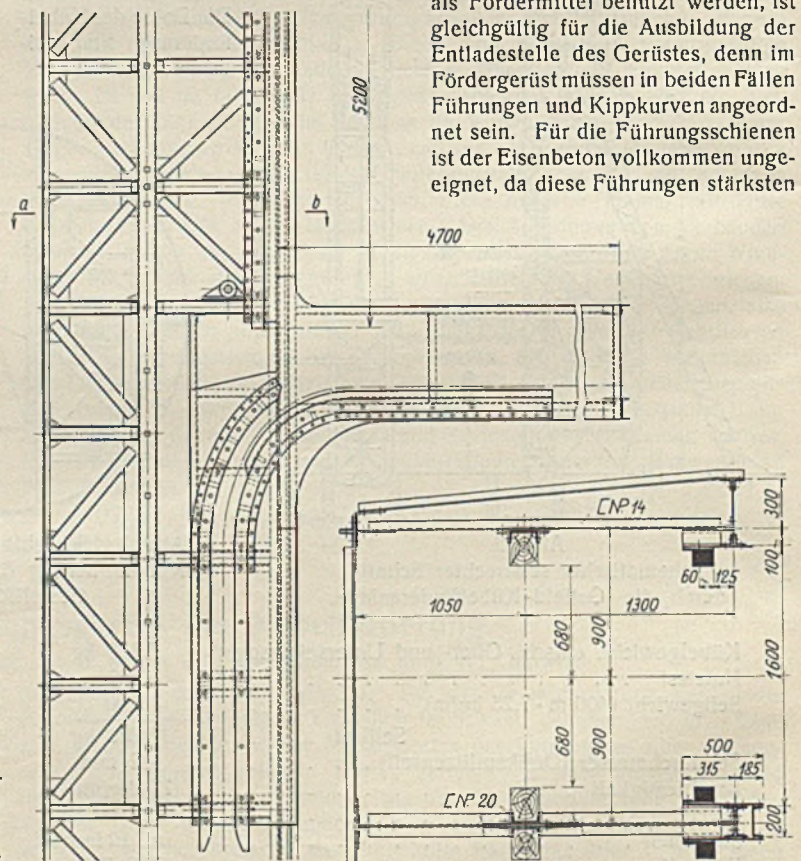 als Fördermittel benutzt werden, ist
gleichgültig für die Ausbildung der
Entladestelle des Gerüstes, denn im
Fördergerüst müssen in beiden Fällen
Führungen und Kippkurven angeord-
net sein. Für die Führungsschienen
ist der Eisenbeton vollkommen unge-
eignet, da diese Führungen stärksten
5200
a
b
4700
[ NP 14
300
100
60
125
1050
1300
680
900
1600
680
900
500
315
185
[ NP 20
200